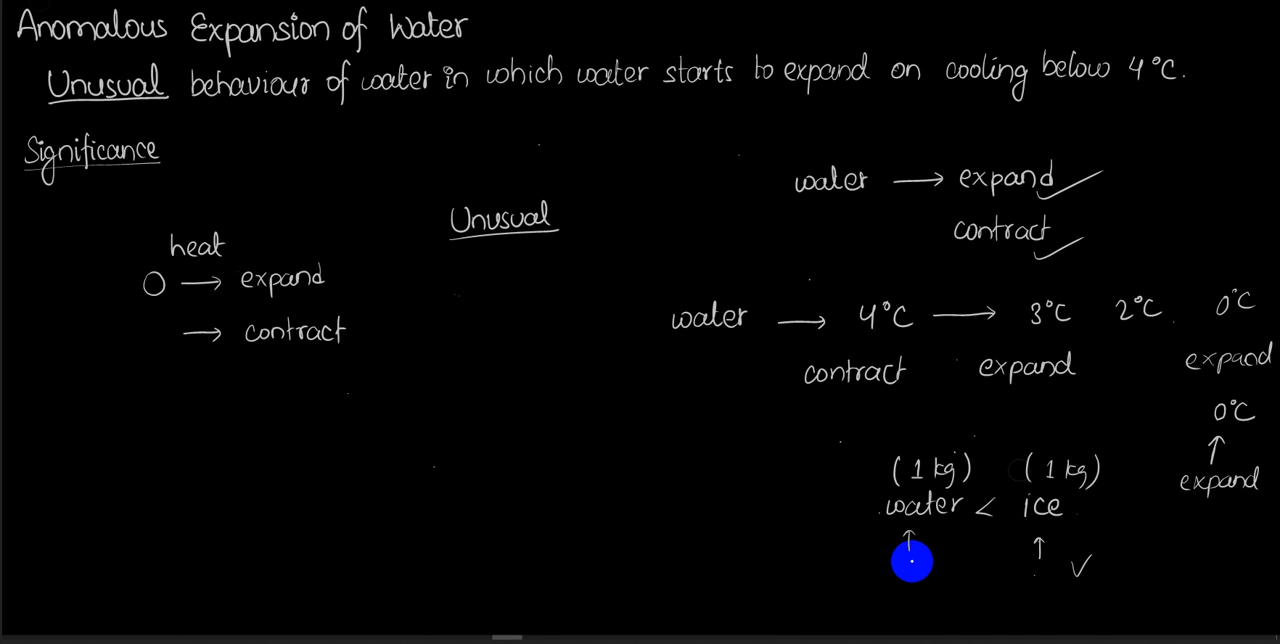 Anomalous Expansion of Water
Unusual behaviour of water in which water starts to expand on cooling below 4°C.
Significance
water → expand ✓
contract ✓
Unusual
heat
O → expand
→ contract
water → 4°C → 3°C 2°C 0°C
contract expand expand
0°C
↑
expand
(1 kg) (1 kg)
water < ice
↑ ↑ V